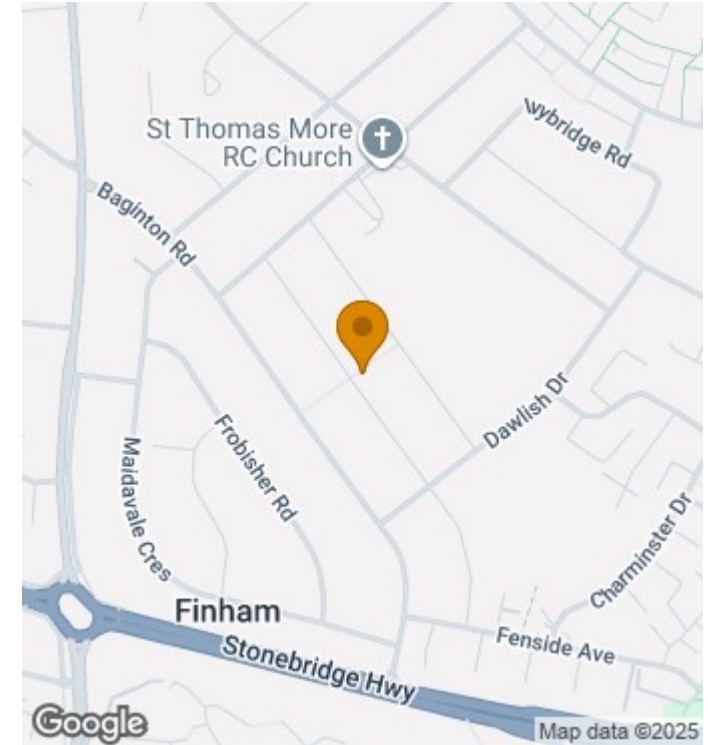 St Thomas More
RC Church
wybridge Rd
Baginton Rd
Dawlish Dr
Frobisher Rd
Maidavale Cres
Charminster Dr
Finham
Stonebridge Hwy
Fenside Ave
Google
Map data ©2025